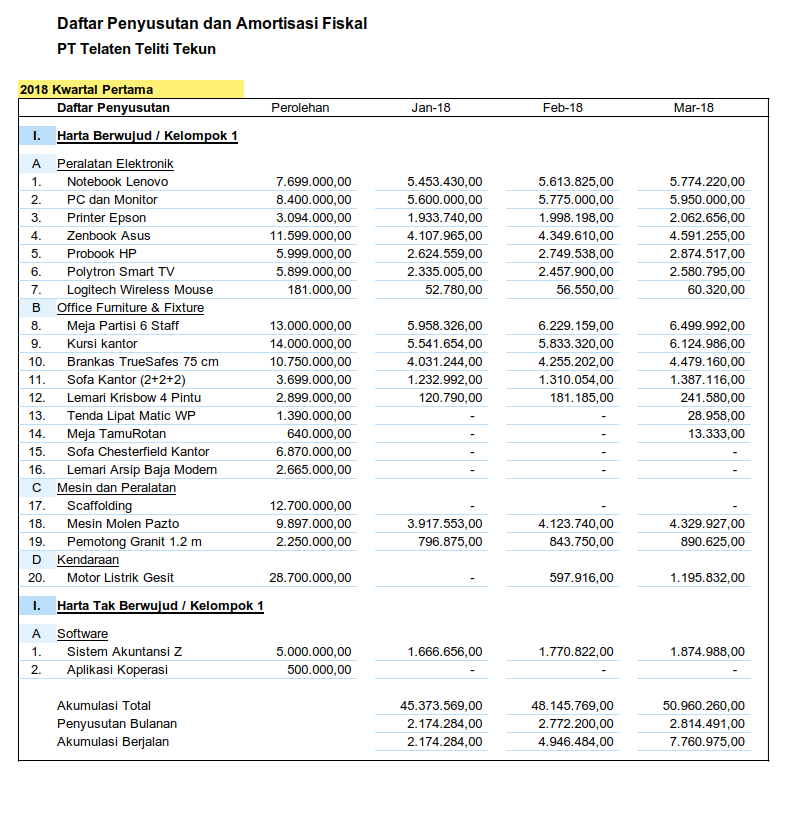 Daftar Penyusutan dan Amortisasi Fiskal
PT Telaten Teliti Tekun
2018 Kwartal Pertama
Daftar Penyusutan Perolehan Jan-18 Feb-18 Mar-18
I. Harta Berwujud / Kelompok 1
A Peralatan Elektronik
1. Notebook Lenovo 7.699.000,00 5.453.430,00 5.613.825,00 5.774.220,00
2. PC dan Monitor 8.400.000,00 5.600.000,00 5.775.000,00 5.950.000,00
3. Printer Epson 3.094.000,00 1.933.740,00 1.998.198,00 2.062.656,00
4. Zenbook Asus 11.599.000,00 4.107.965,00 4.349.610,00 4.591.255,00
5. Probook HP 5.999.000,00 2.624.559,00 2.749.538,00 2.874.517,00
6. Polytron Smart TV 5.899.000,00 2.335.005,00 2.457.900,00 2.580.795,00
7. Logitech Wireless Mouse 181.000,00 52.780,00 56.550,00 60.320,00
B Office Furniture & Fixture
8. Meja Partisi 6 Staff 13.000.000,00 5.958.326,00 6.229.159,00 6.499.992,00
9. Kursi kantor 14.000.000,00 5.541.654,00 5.833.320,00 6.124.986,00
10. Brankas TrueSafes 75 cm 10.750.000,00 4.031.244,00 4.255.202,00 4.479.160,00
11. Sofa Kantor (2+2+2) 3.699.000,00 1.232.992,00 1.310.054,00 1.387.116,00
12. Lemari Krisbow 4 Pintu 2.899.000,00 120.790,00 181.185,00 241.580,00
13. Tenda Lipat Matic WP 1.390.000,00 - - 28.958,00
14. Meja TamuRotan 640.000,00 - - 13.333,00
15. Sofa Chesterfield Kantor 6.870.000,00 - - -
16. Lemari Arsip Baja Modern 2.665.000,00 - - -
C Mesin dan Peralatan
17. Scaffolding 12.700.000,00 - - -
18. Mesin Molen Pazto 9.897.000,00 3.917.553,00 4.123.740,00 4.329.927,00
19. Pemotong Granit 1.2 m 2.250.000,00 796.875,00 843.750,00 890.625,00
D Kendaraan
20. Motor Listrik Gesit 28.700.000,00 - 597.916,00 1.195.832,00
I. Harta Tak Berwujud / Kelompok 1
A Software
1. Sistem Akuntansi Z 5.000.000,00 1.666.656,00 1.770.822,00 1.874.988,00
2. Aplikasi Koperasi 500.000,00 - - -
Akumulasi Total 45.373.569,00 48.145.769,00 50.960.260,00
Penyusutan Bulanan 2.174.284,00 2.772.200,00 2.814.491,00
Akumulasi Berjalan 2.174.284,00 4.946.484,00 7.760.975,00